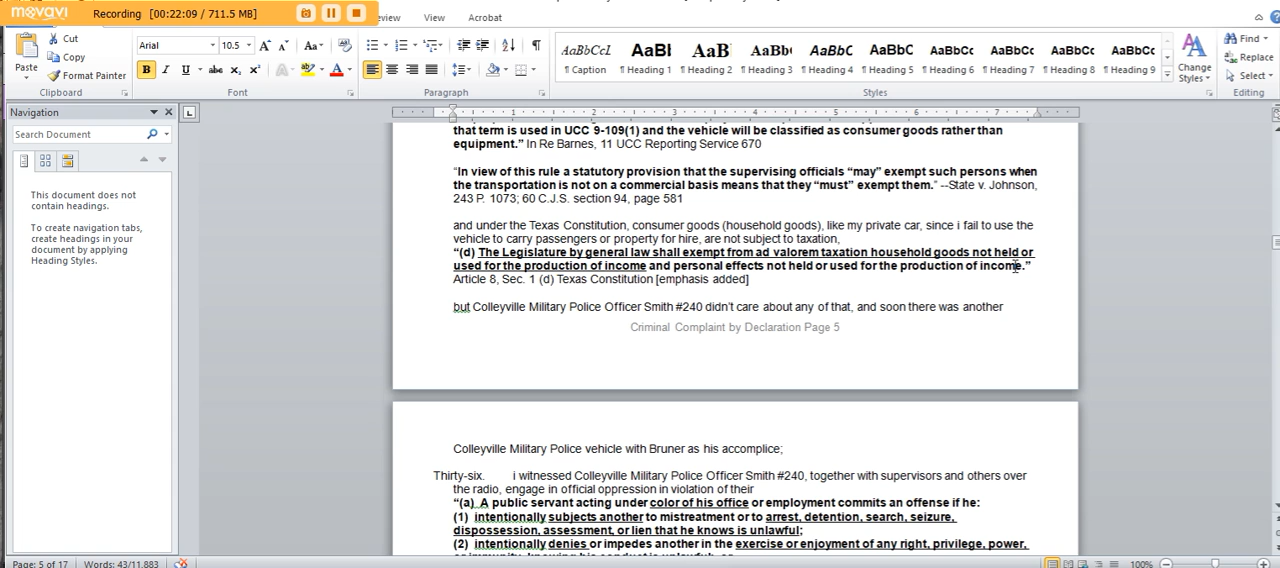 movavi
Recording [00:22:09 / 711.5 MB]
View
Acrobat
Paste
Cut
Copy
Format Painter
Clipboard
Arial
10.5
Font
Paragraph
AaBbCcL
¶ Caption
AaBl
¶ Heading 1
AaB
¶ Heading 2
AaBb
¶ Heading 3
AaBbC
¶ Heading 4
AaBbC
¶ Heading 5
AaBbCc
¶ Heading 6
AaBbCc
¶ Heading 7
AaBbCc
¶ Heading 8
AaBbCc
¶ Heading 9
Styles
Change Styles
Find
Replace
Select
Editing
Navigation
Search Document
This document does not contain headings.
To create navigation tabs, create headings in your document by applying Heading Styles.
that term is used in UCC 9-109(1) and the vehicle will be classified as consumer goods rather than
equipment.” In Re Barnes, 11 UCC Reporting Service 670
“In view of this rule a statutory provision that the supervising officials “may” exempt such persons when
the transportation is not on a commercial basis means that they “must” exempt them.” --State v. Johnson,
243 P. 1073; 60 C.J.S. section 94, page 581
and under the Texas Constitution, consumer goods (household goods), like my private car, since i fail to use the
vehicle to carry passengers or property for hire, are not subject to taxation,
“(d) The Legislature by general law shall exempt from ad valorem taxation household goods not held or
used for the production of income and personal effects not held or used for the production of income.”
Article 8, Sec. 1 (d) Texas Constitution [emphasis added]
but Colleyville Military Police Officer Smith #240 didn’t care about any of that, and soon there was another
Criminal Complaint by Declaration Page 5
Colleyville Military Police vehicle with Bruner as his accomplice;
Thirty-six. i witnessed Colleyville Military Police Officer Smith #240, together with supervisors and others over
the radio, engage in official oppression in violation of their
“(a) A public servant acting under color of his office or employment commits an offense if he:
(1) intentionally subjects another to mistreatment or to arrest, detention, search, seizure,
dispossession, assessment, or lien that he knows is unlawful;
(2) intentionally denies or impedes another in the exercise or enjoyment of any right, privilege, power,
Page: 5 of 17
Words: 43/11,883
100%